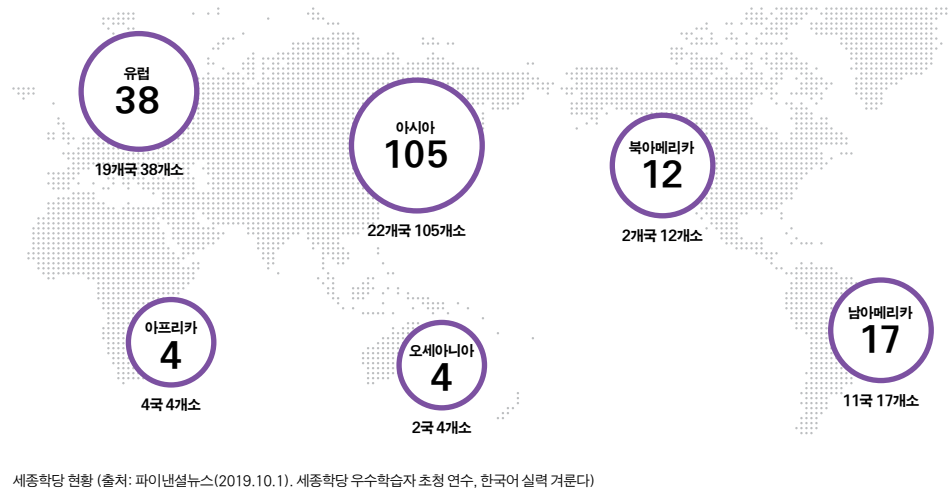 유럽
38
19개국 38개소
아시아
105
22개국 105개소
북아메리카
12
2개국 12개소
아프리카
4
4국 4개소
오세아니아
4
2국 4개소
남아메리카
17
11국 17개소
세종학당 현황 (출처: 파이낸셜뉴스(2019.10.1). 세종학당 우수학습자 초청 연수, 한국어 실력 겨룬다)